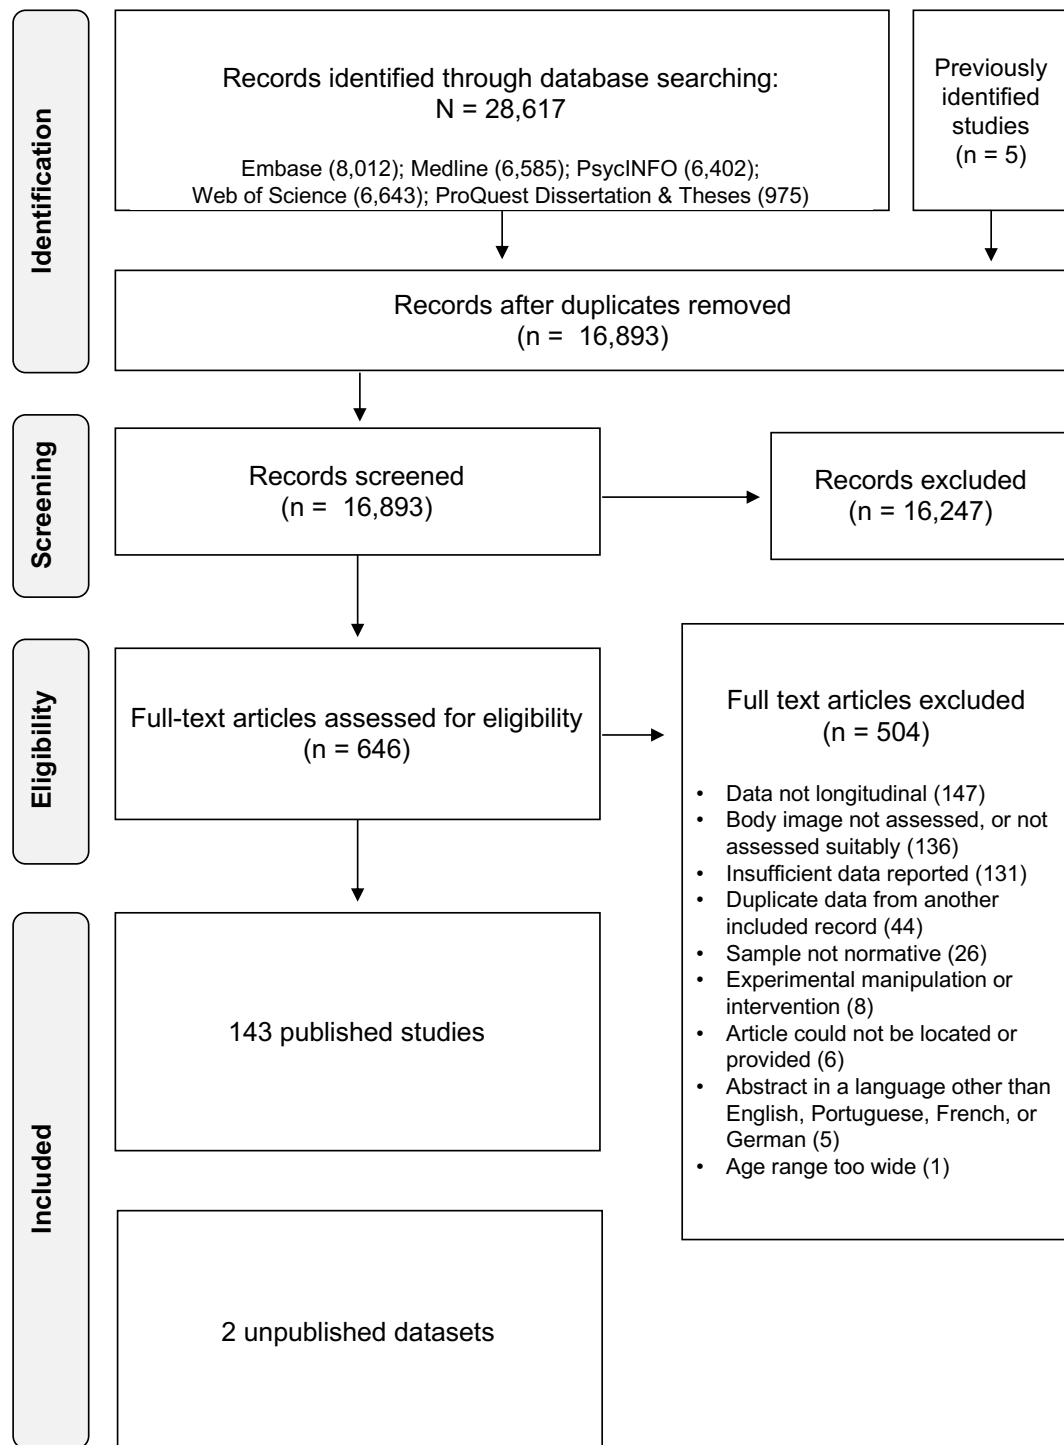 Identification
Records identified through database searching:
N = 28,617
Embase (8,012); Medline (6,585); PsycINFO (6,402);
Web of Science (6,643); ProQuest Dissertation & Theses (975)
Previously
identified
studies
(n = 5)
Records after duplicates removed
(n =  16,893)
Screening
Records screened
(n =  16,893)
Records excluded
(n = 16,247)
Eligibility
Full-text articles assessed for eligibility
(n = 646)
Full text articles excluded
(n = 504)
• Data not longitudinal (147)
• Body image not assessed, or not
assessed suitably (136)
• Insufficient data reported (131)
• Duplicate data from another
included record (44)
• Sample not normative (26)
• Experimental manipulation or
intervention (8)
• Article could not be located or
provided (6)
• Abstract in a language other than
English, Portuguese, French, or
German (5)
• Age range too wide (1)
Included
143 published studies
2 unpublished datasets